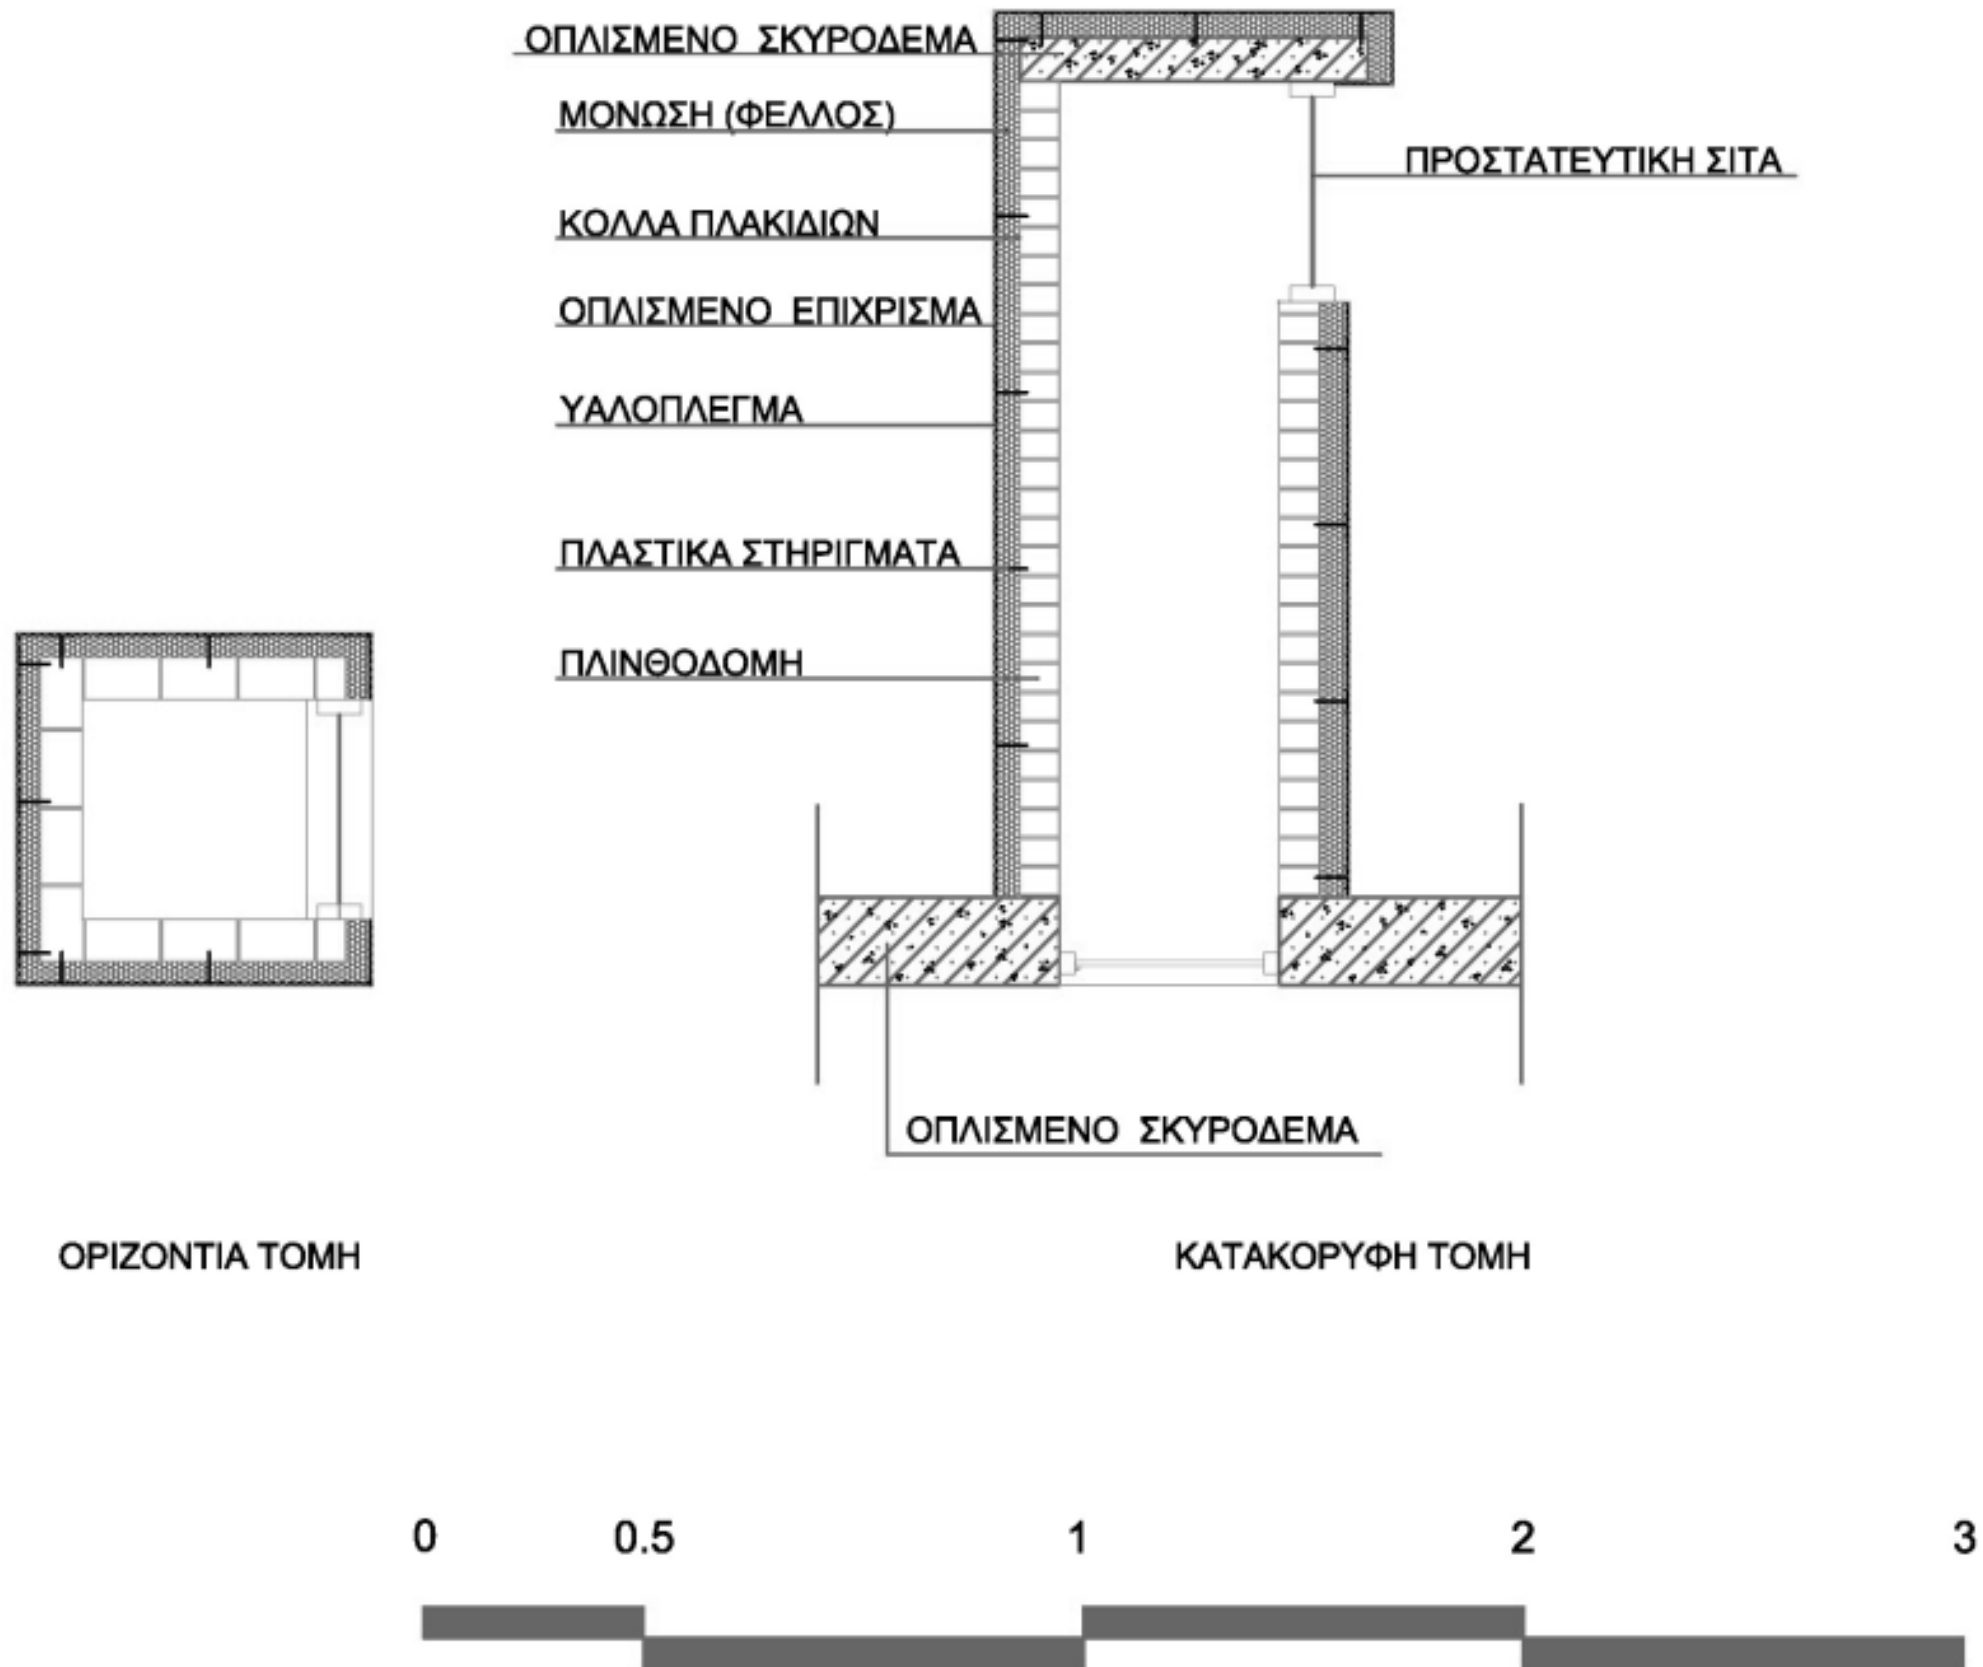 ΟΠΛΙΣΜΕΝΟ ΣΚΥΡΟΔΕΜΑ
ΜΟΝΩΣΗ (ΦΕΛΛΟΣ)
ΠΡΟΣΤΑΤΕΥΤΙΚΗ ΣΙΤΑ
ΚΟΛΛΑ ΠΛΑΚΙΔΙΩΝ
ΟΠΛΙΣΜΕΝΟ ΕΠΙΧΡΙΣΜΑ
ΥΑΛΟΠΛΕΓΜΑ
ΠΛΑΣΤΙΚΑ ΣΤΗΡΙΓΜΑΤΑ
ΠΛΙΝΘΟΔΟΜΗ
ΟΠΛΙΣΜΕΝΟ ΣΚΥΡΟΔΕΜΑ
ΟΡΙΖΟΝΤΙΑ ΤΟΜΗ
ΚΑΤΑΚΟΡΥΦΗ ΤΟΜΗ
0 0.5 1 2 3